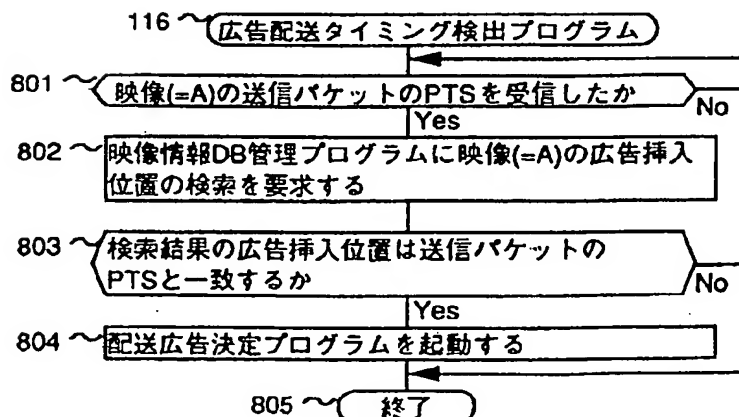 116
広告配送タイミング検出プログラム
801
映像(=A)の送信パケットのPTSを受信したか
No
Yes
802
映像情報DB管理プログラムに映像(=A)の広告挿入
位置の検索を要求する
803
検索結果の広告挿入位置は送信パケットの
PTSと一致するか
No
Yes
804
配送広告決定プログラムを起動する
805
終了